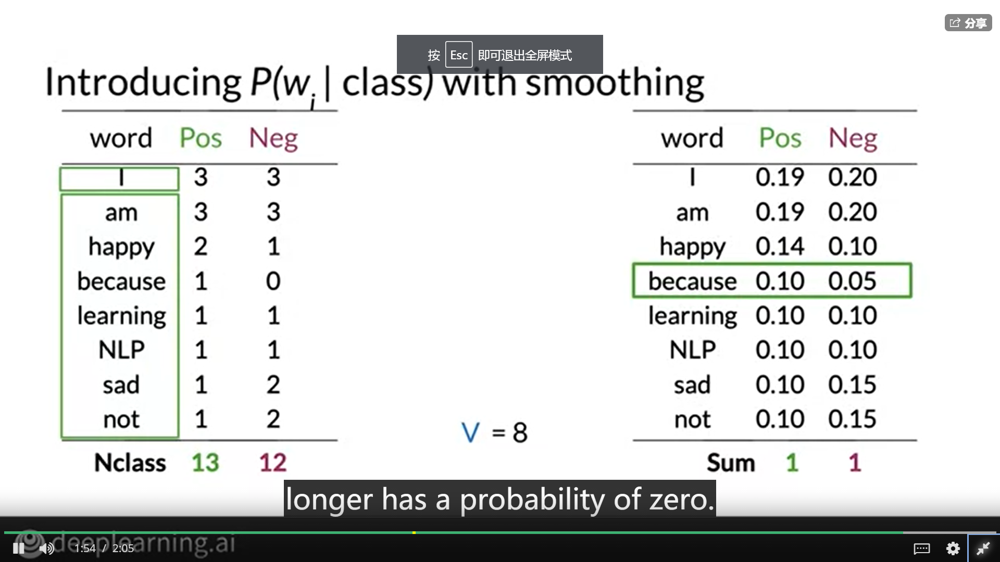 分享
按 Esc 即可退出全屏模式
Introducing P(wi | class) with smoothing
word Pos Neg
I 3 3
am 3 3
happy 2 1
because 1 0
learning 1 1
NLP 1 1
sad 1 2
not 1 2
Nclass 13 12
V = 8
word Pos Neg
I 0.19 0.20
am 0.19 0.20
happy 0.14 0.10
because 0.10 0.05
learning 0.10 0.10
NLP 0.10 0.10
sad 0.10 0.15
not 0.10 0.15
Sum 1 1
longer has a probability of zero.
deeplearning.ai
1:54 / 2:05